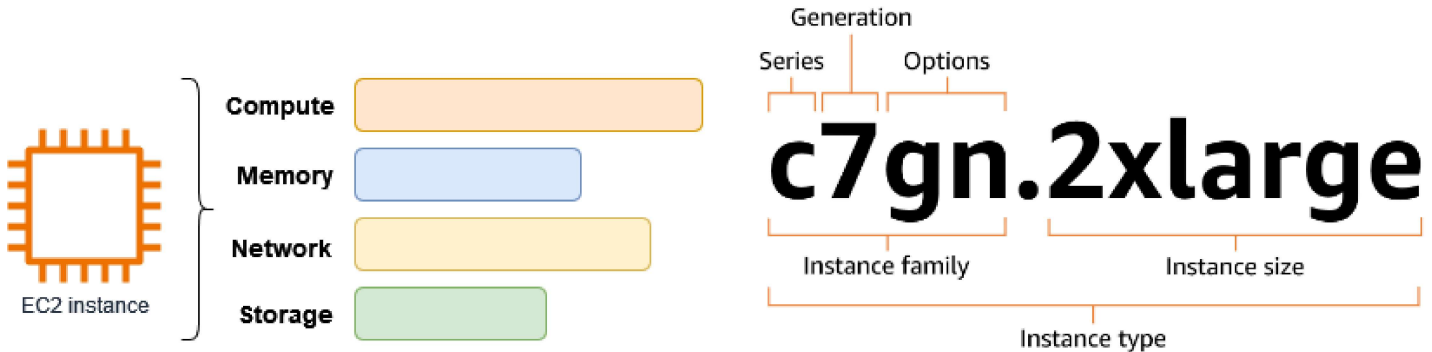 Compute
Memory
Network
Storage
EC2 instance
Generation
Series
Options
c7gn.2xlarge
Instance family
Instance size
Instance type